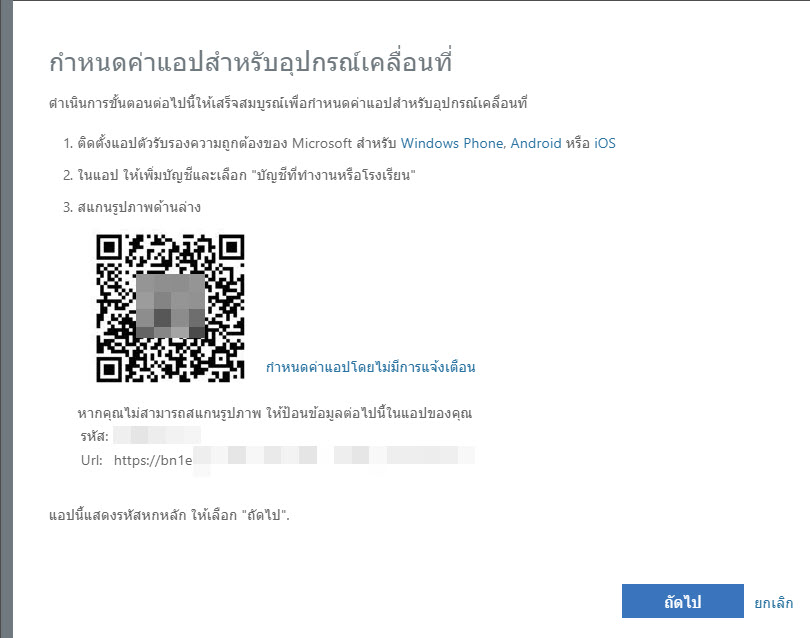 กำหนดค่าแอปสำหรับอุปกรณ์เคลื่อนที่
ดำเนินการขั้นตอนต่อไปนี้ให้เสร็จสมบูรณ์เพื่อกำหนดค่าแอปสำหรับอุปกรณ์เคลื่อนที่
1. ติดตั้งแอปตัวรับรองความถูกต้องของ Microsoft สำหรับ Windows Phone, Android หรือ iOS
2. ในแอป ให้เพิ่มบัญชีและเลือก "บัญชีที่ทำงานหรือโรงเรียน"
3. สแกนรูปภาพด้านล่าง
กำหนดค่าแอปโดยไม่มีการแจ้งเตือน
หากคุณไม่สามารถสแกนรูปภาพ ให้ป้อนข้อมูลต่อไปนี้ในแอปของคุณ
รหัส:
Url: https://bn1e
แอปนี้แสดงรหัสหกหลัก ให้เลือก "ถัดไป".
ถัดไป ยกเลิก